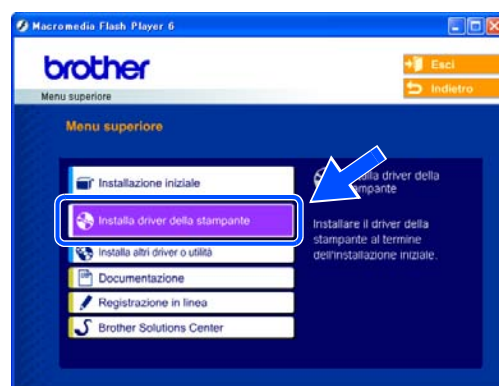 Macromedia Flash Player 6
brother
Esci
Indietro
Menu superiore
Menu superiore
Installazione iniziale
Installa driver della stampante
Installa altri driver o utilità
Documentazione
Registrazione in linea
Brother Solutions Center
driver della
Installare il driver della
stampante al termine
dell'installazione iniziale.